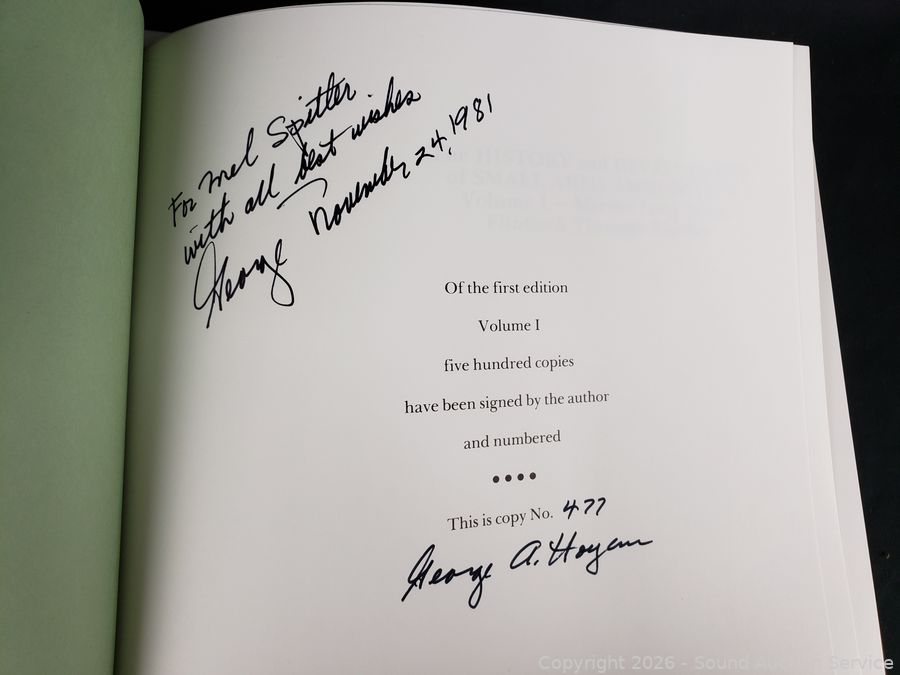 For Mel Spitler
with all best wishes
George November 24, 1981
Of the first edition
Volume I
five hundred copies
have been signed by the author
and numbered
This is copy No. 477
George A. Hoyem
Copyright 2026 - Sound Auction Service